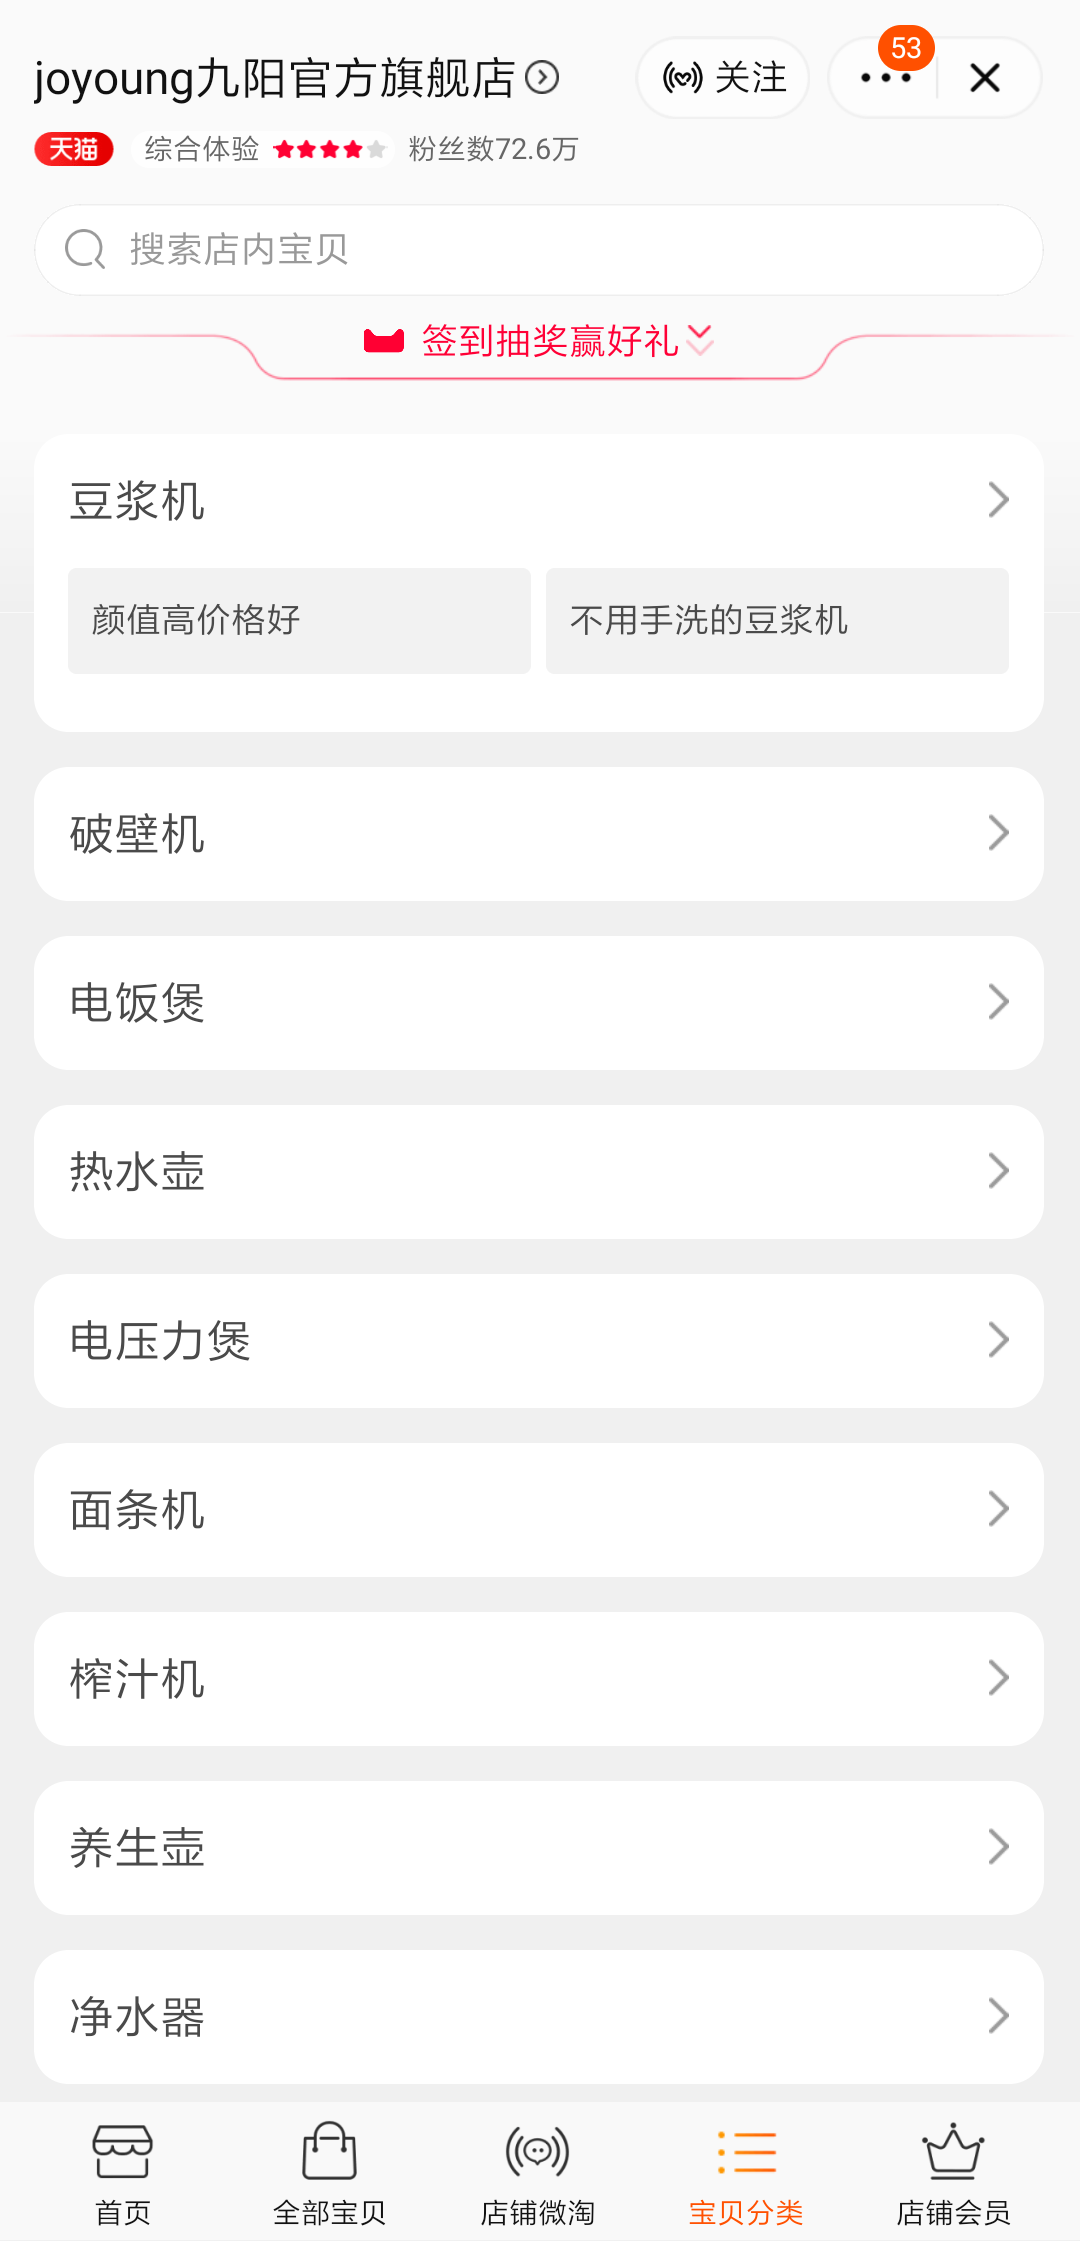 joyoung九阳官方旗舰店
关注
53
天猫 综合体验 粉丝数72.6万
搜索店内宝贝
签到抽奖赢好礼
豆浆机
颜值高价格好 不用手洗的豆浆机
破壁机
电饭煲
热水壶
电压力煲
面条机
榨汁机
养生壶
净水器
首页 全部宝贝 店铺微淘 宝贝分类 店铺会员